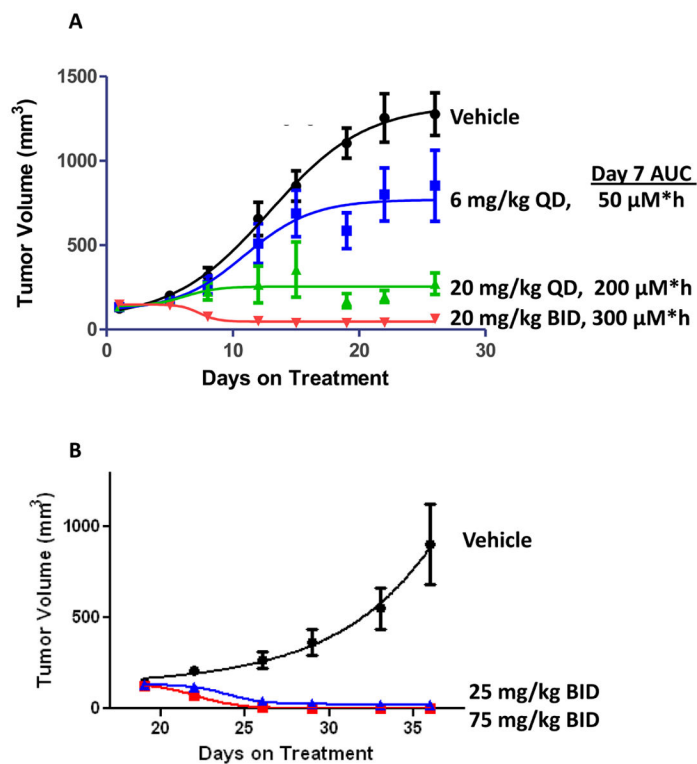 A
1500
1000
500
0
0
10
20
30
Tumor Volume (mm3)
Days on Treatment
Vehicle
Day 7 AUC
6 mg/kg QD, 50 µM*h
20 mg/kg QD, 200 µM*h
20 mg/kg BID, 300 µM*h
B
1000
500
0
20
25
30
35
Tumor Volume (mm3)
Days on Treatment
Vehicle
25 mg/kg BID
75 mg/kg BID